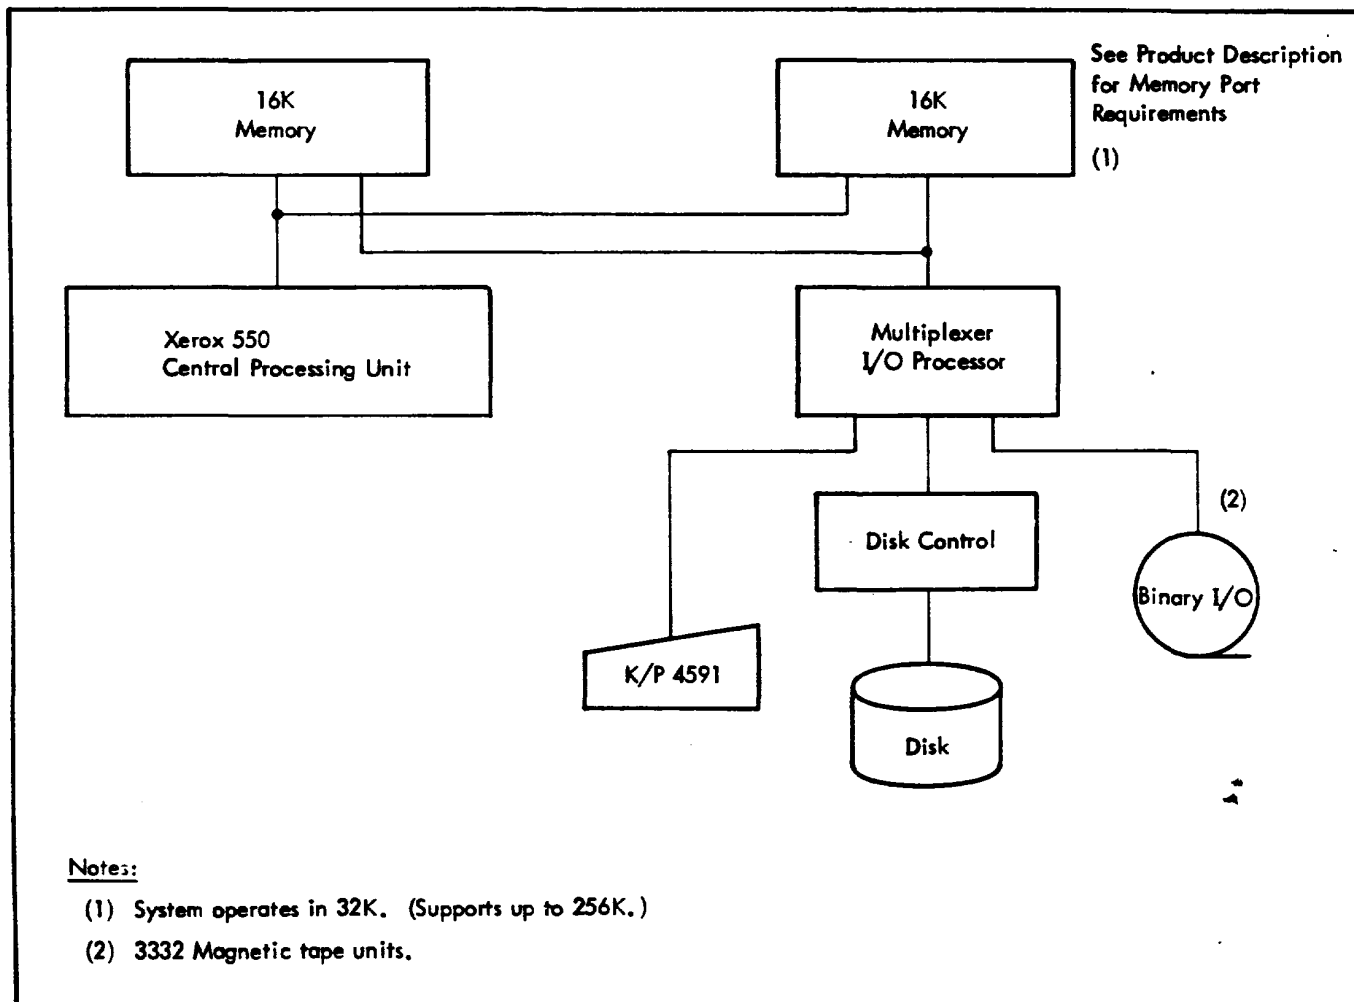 16K
Memory
16K
Memory
See Product Description
for Memory Port
Requirements
(1)
Xerox 550
Central Processing Unit
Multiplexer
I/O Processor
Disk Control
(2)
Binary I/O
K/P 4591
Disk
Notes:
(1) System operates in 32K. (Supports up to 256K.)
(2) 3332 Magnetic tape units.